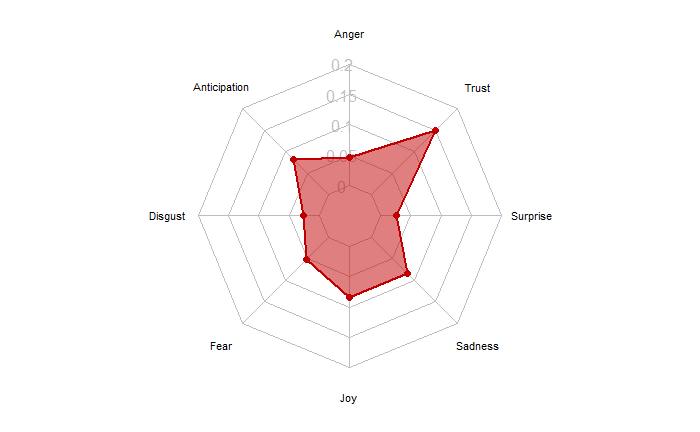 Anger
0.2
Anticipation
Trust
0.15
0.1
0.05
0
Disgust
Surprise
Fear
Sadness
Joy